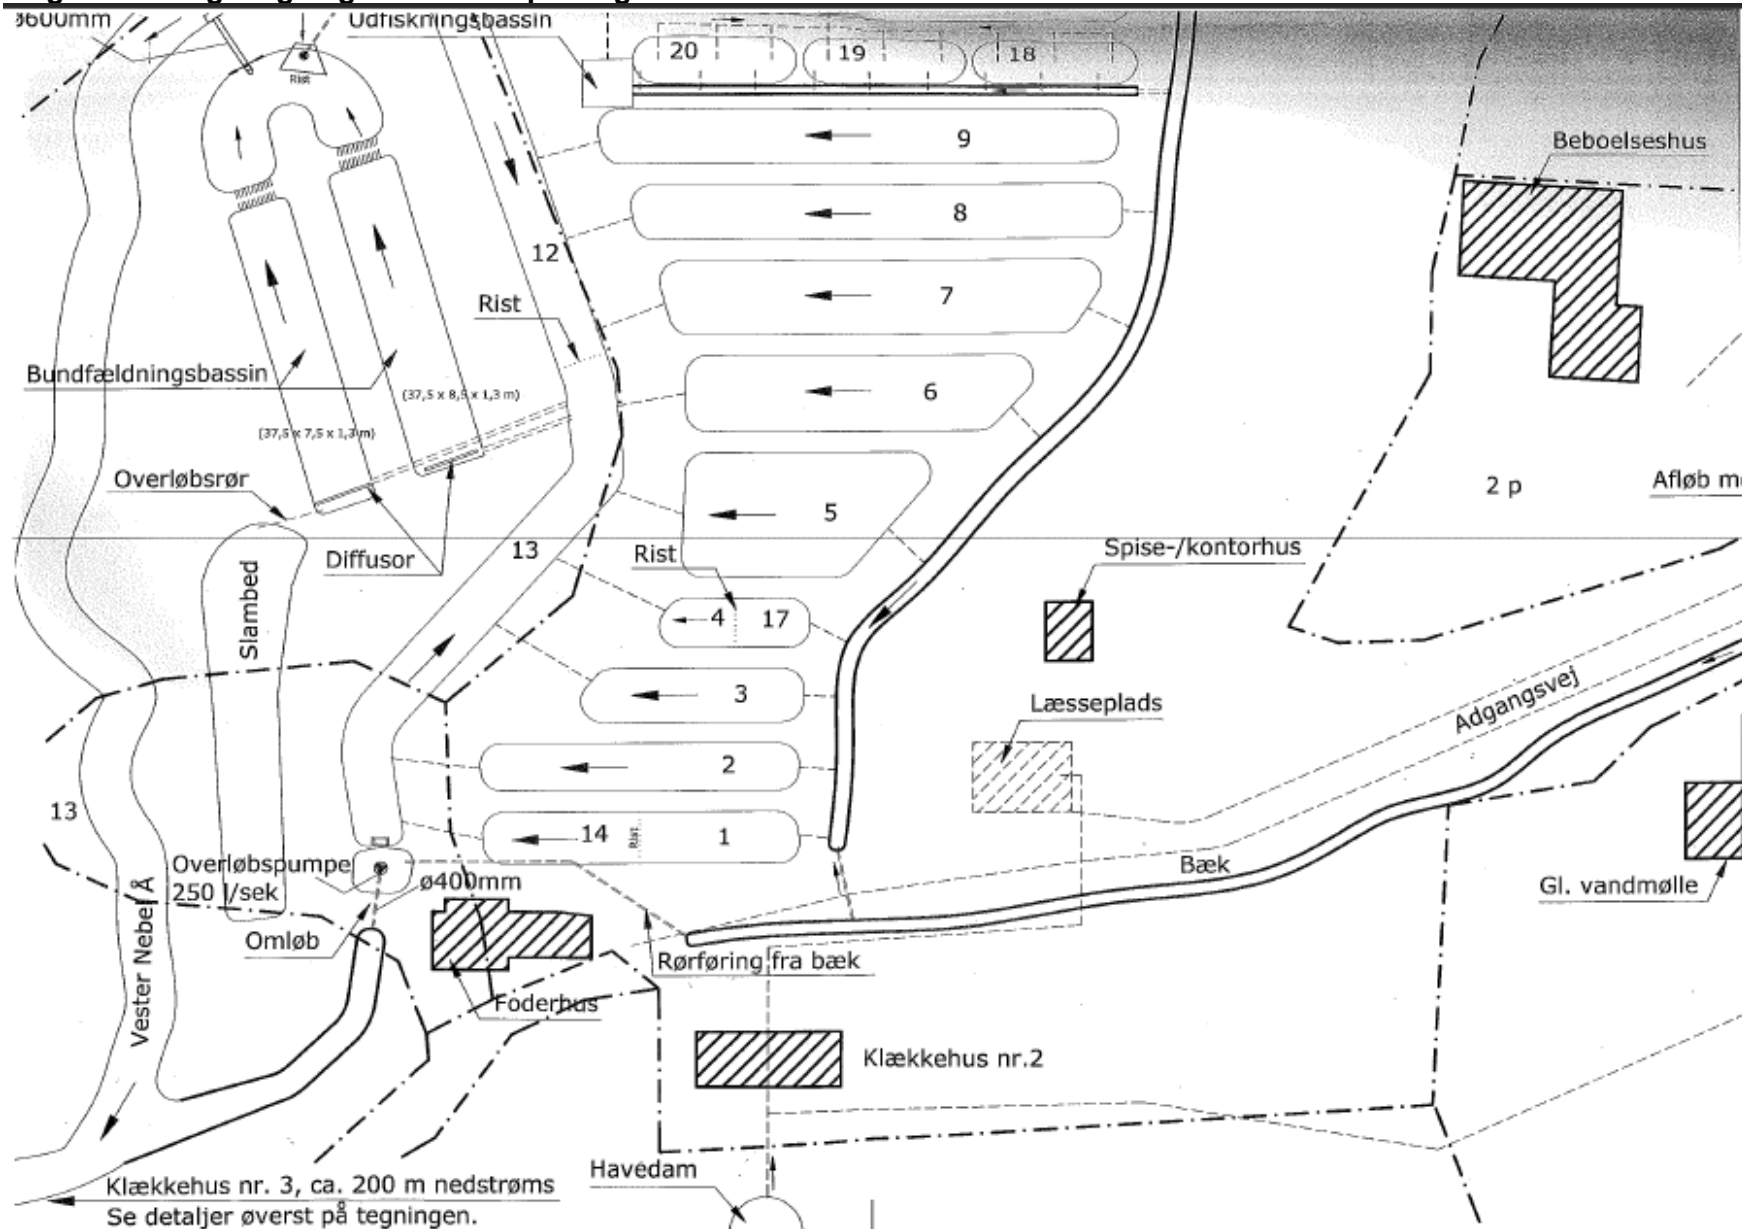 ø600mm
Udfiskningsbassin
Rist
20
19
18
9
Beboelseshus
8
12
7
Rist
Bundfældningsbassin
6
(37,5 x 8,5 x 1,3 m)
(37,5 x 7,5 x 1,3 m)
Overløbsrør
5
2 p
Afløb
13
Diffusor
Rist
Spise-/kontorhus
Slambed
4
17
3
Læsseplads
Adgangsvej
2
13
14
Rist
1
Overløbspumpe
250 l/sek
ø400mm
Bæk
Gl. vandmølle
Omløb
Rørføring fra bæk
Vester Nebel Å
Foderhus
Klækkehus nr.2
Havedam
Klækkehus nr. 3, ca. 200 m nedstrøms
Se detaljer øverst på tegningen.